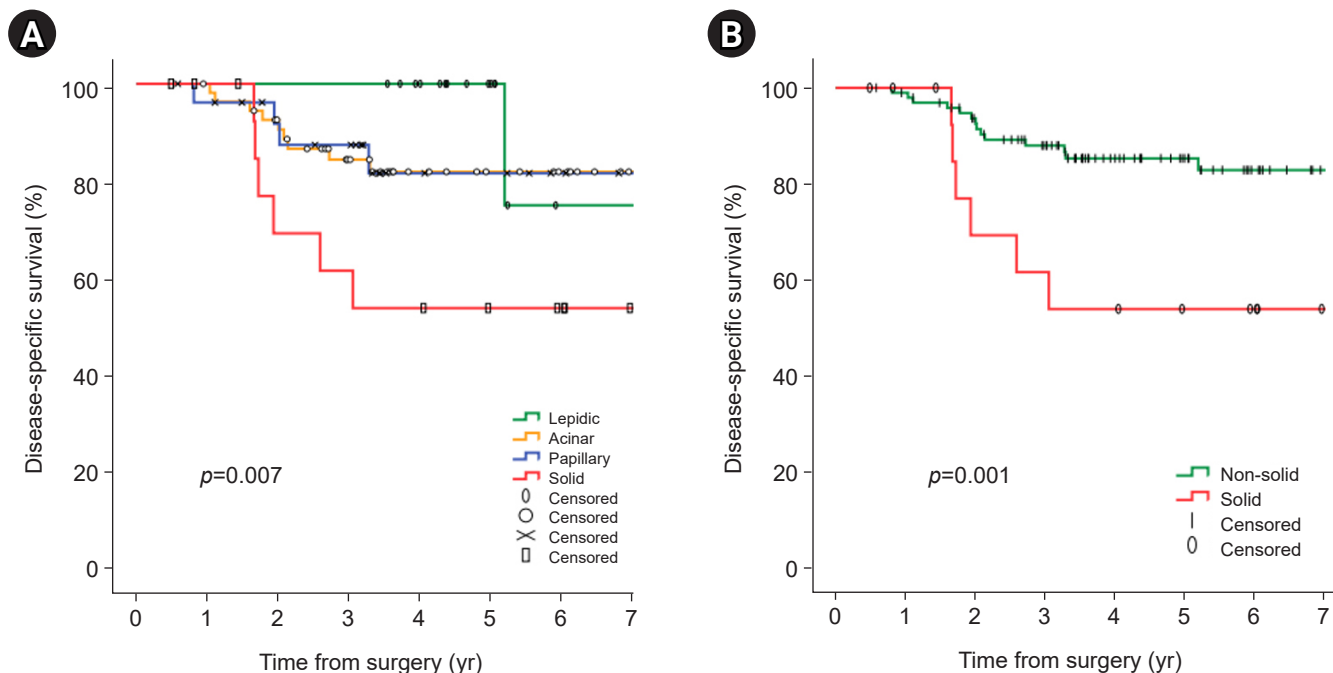 A
Disease-specific survival (%)
100
80
60
40
20
0
p=0.007
Lepidic
Acinar
Papillary
Solid
Censored
Censored
Censored
Censored
0 1 2 3 4 5 6 7
Time from surgery (yr)
B
Disease-specific survival (%)
100
80
60
40
20
0
p=0.001
Non-solid
Solid
Censored
Censored
0 1 2 3 4 5 6 7
Time from surgery (yr)